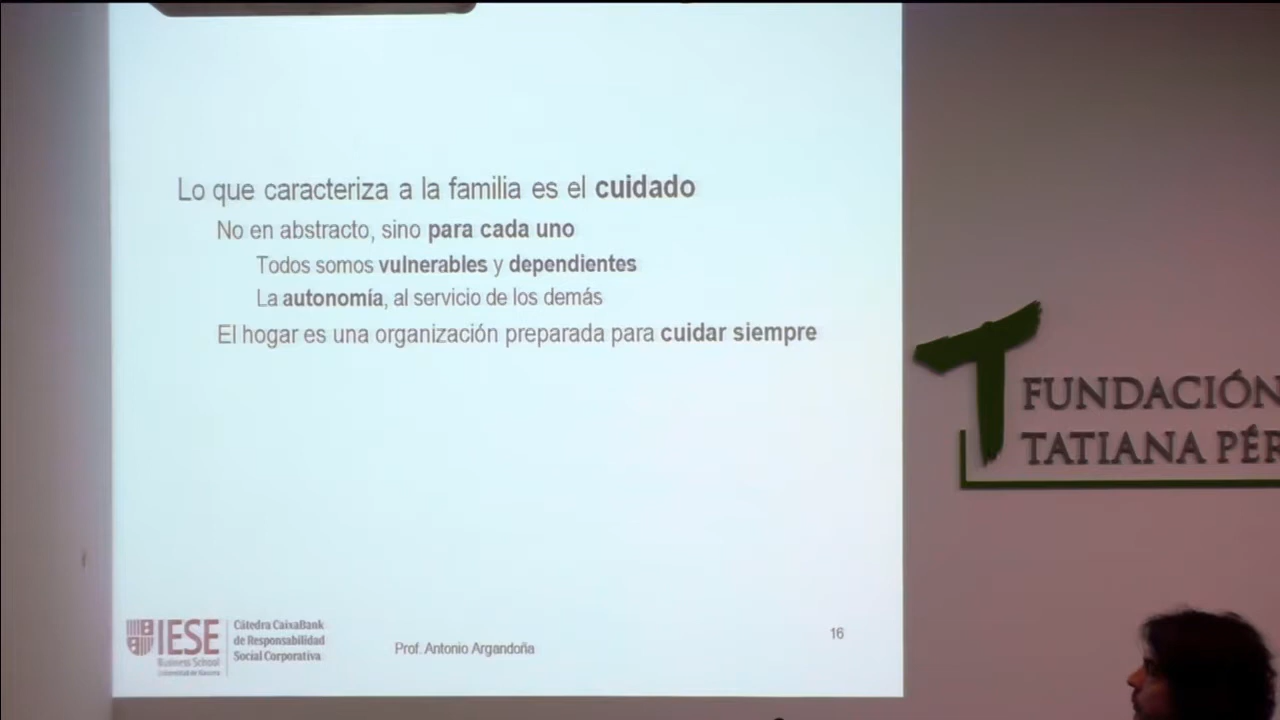 Lo que caracteriza a la familia es el cuidado
No en abstracto, sino para cada uno
Todos somos vulnerables y dependientes
La autonomía, al servicio de los demás
El hogar es una organización preparada para cuidar siempre
IESE
Business School
Universidad de Navarra
Cátedra CaixaBank
de Responsabilidad
Social Corporativa
Prof. Antonio Argandoña
16
FUNDACIÓN
TATIANA PÉR